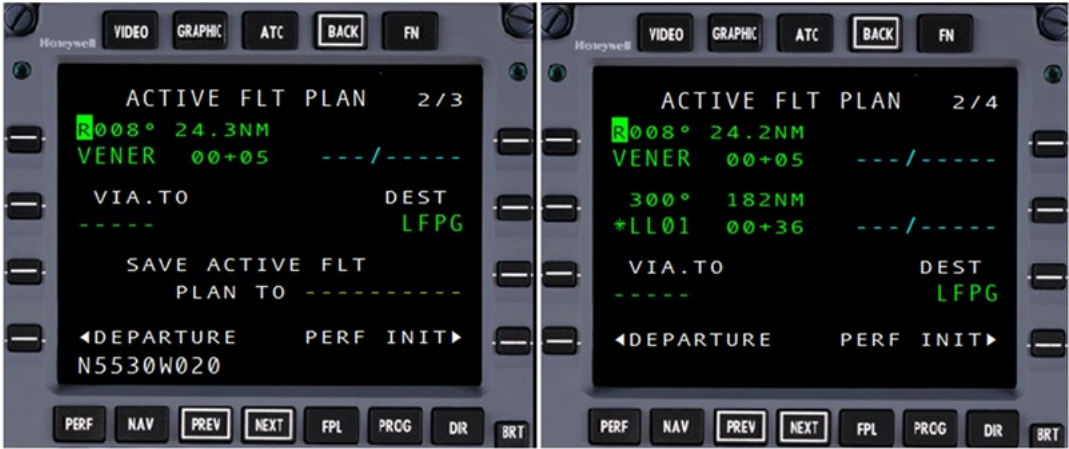 VIDEO GRAPHIC ATC BACK FN
Honeywell
ACTIVE FLT PLAN 2/3
R008° 24.3NM
VENER 00+05 ---/-----
VIA.TO DEST
----- LFPG
SAVE ACTIVE FLT
PLAN TO ----------
◄DEPARTURE PERF INIT►
N5530W020
PERF NAV PREV NEXT FPL PROG DIR BRT
VIDEO GRAPHIC ATC BACK FN
Honeywell
ACTIVE FLT PLAN 2/4
R008° 24.2NM
VENER 00+05 ---/-----
300° 182NM
*LL01 00+36 ---/-----
VIA.TO DEST
----- LFPG
◄DEPARTURE PERF INIT►
PERF NAV PREV NEXT FPL PROG DIR BRT